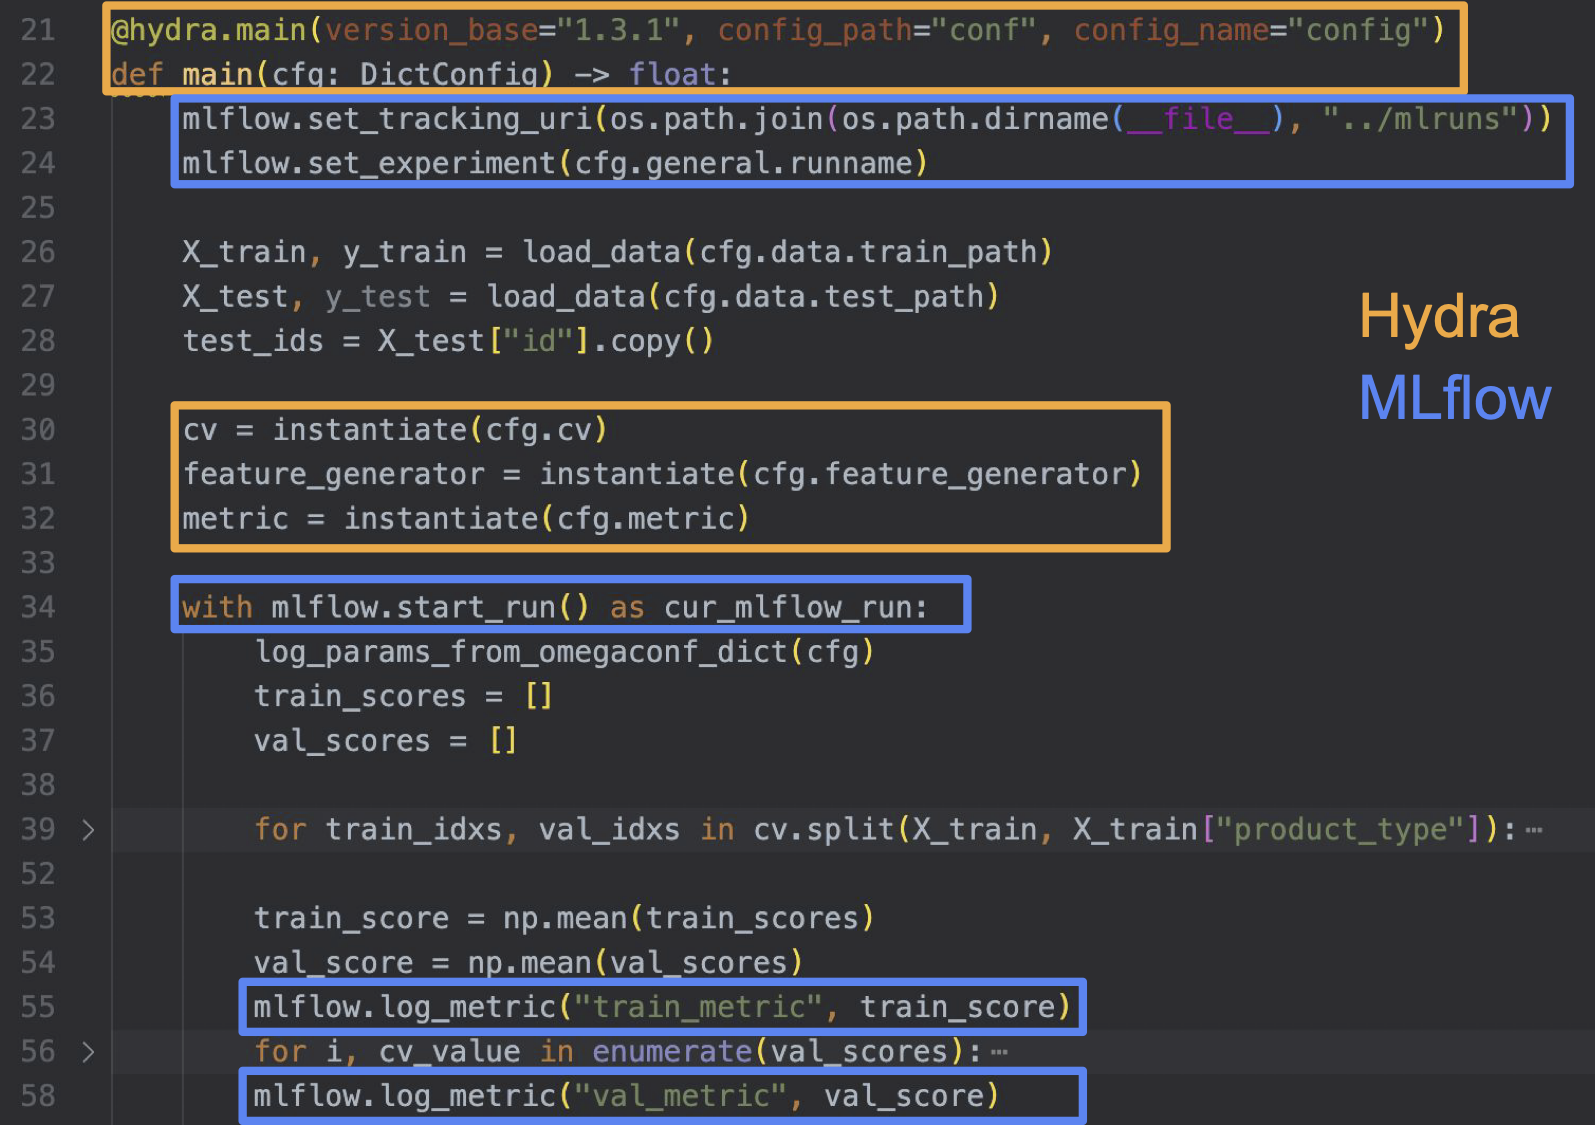 21 @hydra.main(version_base="1.3.1", config_path="conf", config_name="config")
22 def main(cfg: DictConfig) -> float:
23 mlflow.set_tracking_uri(os.path.join(os.path.dirname(__file__), "../mlruns"))
24 mlflow.set_experiment(cfg.general.runname)
25
26 X_train, y_train = load_data(cfg.data.train_path)
27 X_test, y_test = load_data(cfg.data.test_path)
28 test_ids = X_test["id"].copy()
Hydra
29
MLflow
30 cv = instantiate(cfg.cv)
31 feature_generator = instantiate(cfg.feature_generator)
32 metric = instantiate(cfg.metric)
33
34 with mlflow.start_run() as cur_mlflow_run:
35 log_params_from_omegaconf_dict(cfg)
36 train_scores = []
37 val_scores = []
38
39 for train_idxs, val_idxs in cv.split(X_train, X_train["product_type"]):⋯
52
53 train_score = np.mean(train_scores)
54 val_score = np.mean(val_scores)
55 mlflow.log_metric("train_metric", train_score)
56 for i, cv_value in enumerate(val_scores):⋯
58 mlflow.log_metric("val_metric", val_score)